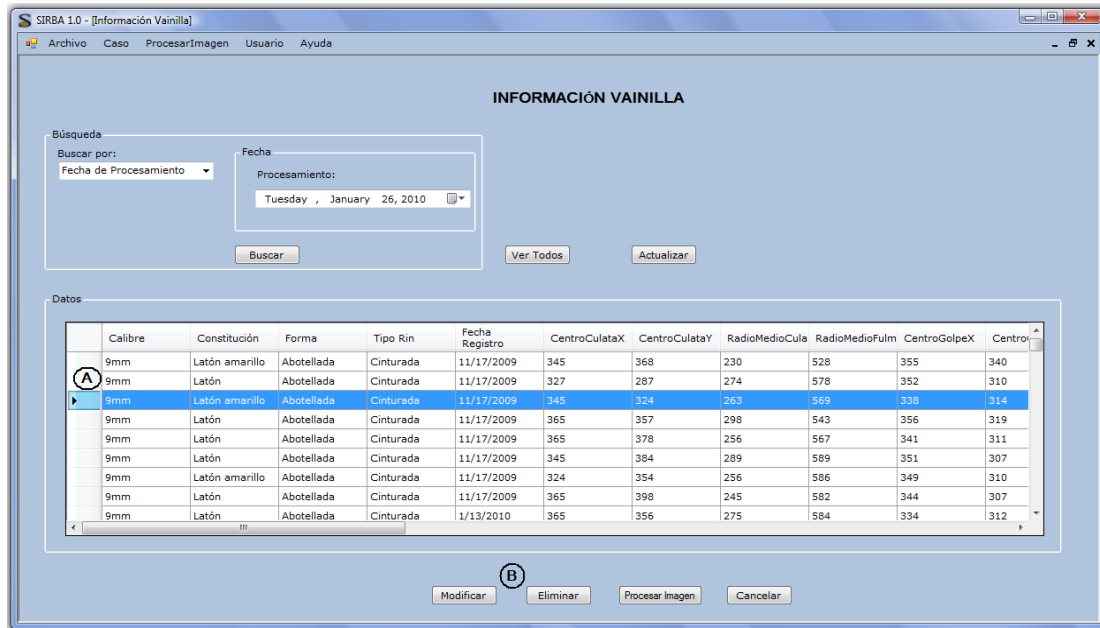 SIRBA 1.0 - [Información Vainilla]
Archivo Caso ProcesarImagen Usuario Ayuda
INFORMACIÓN VAINILLA
Búsqueda
Buscar por:
Fecha de Procesamiento
Fecha
Procesamiento:
Tuesday , January 26, 2010
Buscar
Ver Todos
Actualizar
Datos
Calibre Constitución Forma Tipo Rin Fecha Registro CentroCulataX CentroCulataY RadioMedioCula RadioMedioFulm CentroGolpeX Centro
9mm Latón amarillo Abotellada Cinturada 11/17/2009 345 368 230 528 355 340
A
9mm Latón Abotellada Cinturada 11/17/2009 327 287 274 578 352 310
9mm Latón amarillo Abotellada Cinturada 11/17/2009 345 324 263 569 338 314
9mm Latón Abotellada Cinturada 11/17/2009 365 357 298 543 356 319
9mm Latón Abotellada Cinturada 11/17/2009 365 378 256 567 341 311
9mm Latón Abotellada Cinturada 11/17/2009 345 384 289 589 351 307
9mm Latón amarillo Abotellada Cinturada 11/17/2009 324 354 256 586 349 310
9mm Latón Abotellada Cinturada 11/17/2009 365 398 245 582 344 307
9mm Latón Abotellada Cinturada 1/13/2010 365 356 275 584 334 312
B
Modificar Eliminar Procesar Imagen Cancelar